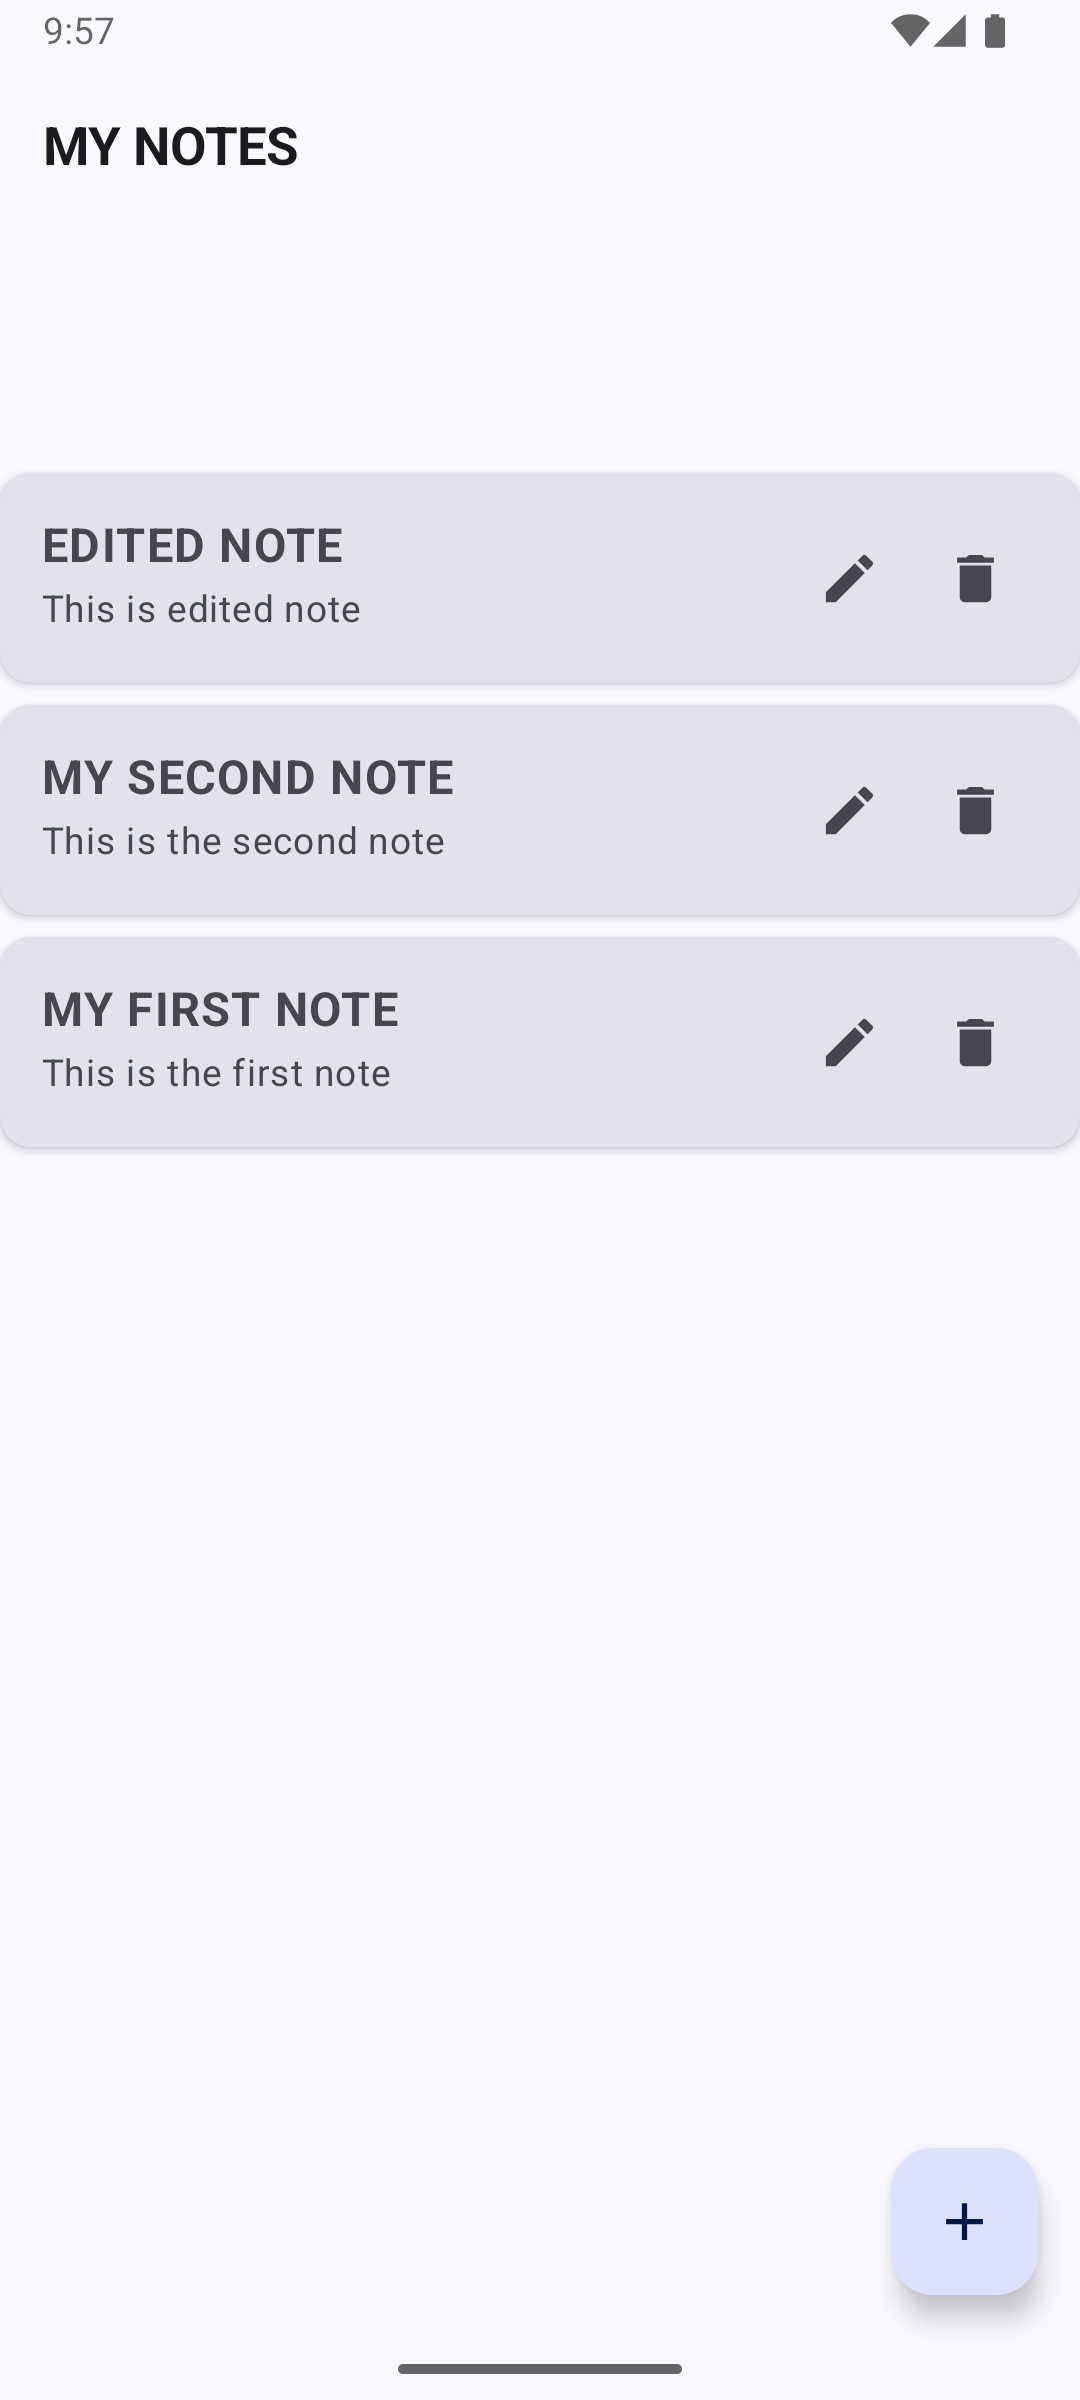 9:57
MY NOTES
EDITED NOTE
This is edited note
MY SECOND NOTE
This is the second note
MY FIRST NOTE
This is the first note